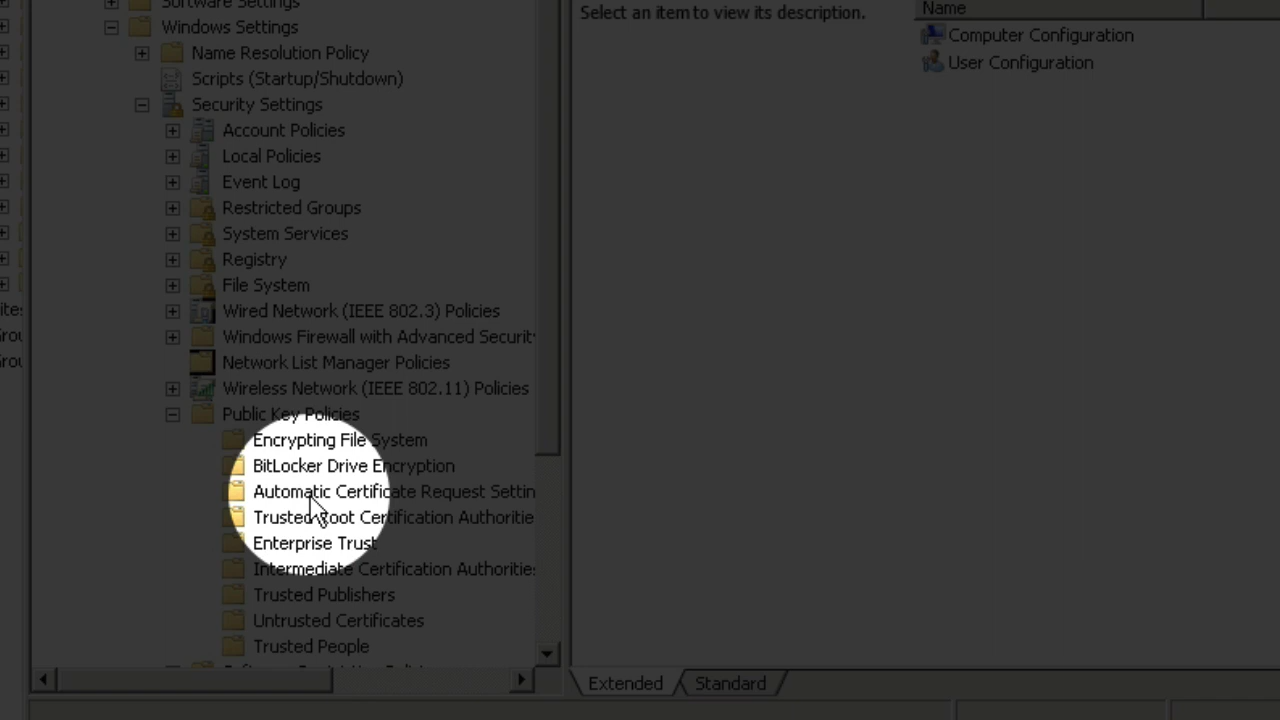 Software Settings
Windows Settings
Name Resolution Policy
Scripts (Startup/Shutdown)
Security Settings
Account Policies
Local Policies
Event Log
Restricted Groups
System Services
Registry
File System
Wired Network (IEEE 802.3) Policies
Windows Firewall with Advanced Securit
Network List Manager Policies
Wireless Network (IEEE 802.11) Policies
Public Key Policies
Encrypting File System
BitLocker Drive Encryption
Automatic Certificate Request Settin
Trusted Root Certification Authoritie
Enterprise Trust
Intermediate Certification Authorities
Trusted Publishers
Untrusted Certificates
Trusted People
Select an item to view its description.
Name
Computer Configuration
User Configuration
Extended
Standard